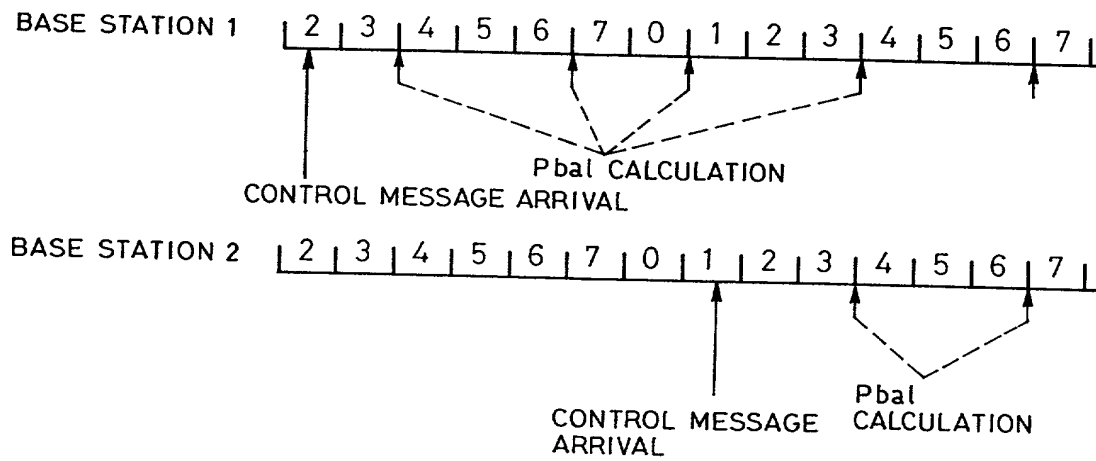 BASE STATION 1 2 3 4 5 6 7 0 1 2 3 4 5 6 7
Pbal CALCULATION
CONTROL MESSAGE ARRIVAL
BASE STATION 2 2 3 4 5 6 7 0 1 2 3 4 5 6 7
Pbal
CALCULATION
CONTROL MESSAGE
ARRIVAL